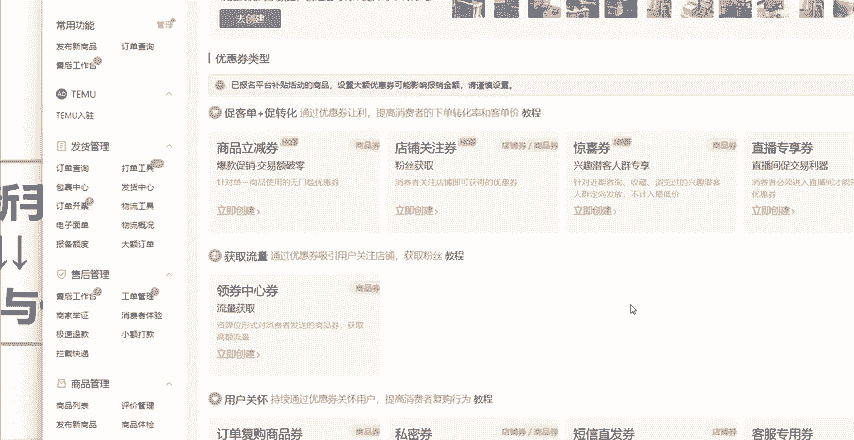 去创建
常用功能 管理
发布新商品 订单查询
售后工作台
TEMU
TEMU入驻
发货管理
订单查询 打单工具
包裹中心 发货中心
订单开票 物流工具
电子面单 物流概况
报备额度 大额订单
售后管理
售后工作台 工单管理
商家举证 消费者体验
极速退款 小额打款
拦截快递
商品管理
商品列表 评价管理
发布新商品 商品体检
优惠券类型
已报名平台补贴活动的商品，设置大额优惠券可能影响报销金额，请谨慎设置。
促客单+促转化 通过优惠券让利，提高消费者的下单转化率和客单价 教程
商品立减券 商品券
爆款促销·交易额破零
针对单一商品使用的无门槛优惠券
立即创建 >
店铺关注券 店铺券 / 商品券
粉丝获取
消费者关注店铺即可获得的优惠券
立即创建 >
惊喜券 商品券
兴趣潜客人群专享
针对近期咨询、收藏、浏览过的兴趣潜客
人群定向发放，不计入最低价
立即创建 >
直播专享券
直播间促交易利器
消费者必须进入直播间才能
优惠券
立即创建 >
获取流量 通过优惠券吸引用户关注店铺，获取粉丝 教程
领券中心券 商品券
流量获取
资源位形式对消费者发送的商品券，获取
高额流量
立即创建 >
用户关怀 持续通过优惠券关怀用户，提高消费者复购行为 教程
订单复购商品券 商品券
私密券 店铺券 / 商品券
短信直发券 店铺券
客服专用券